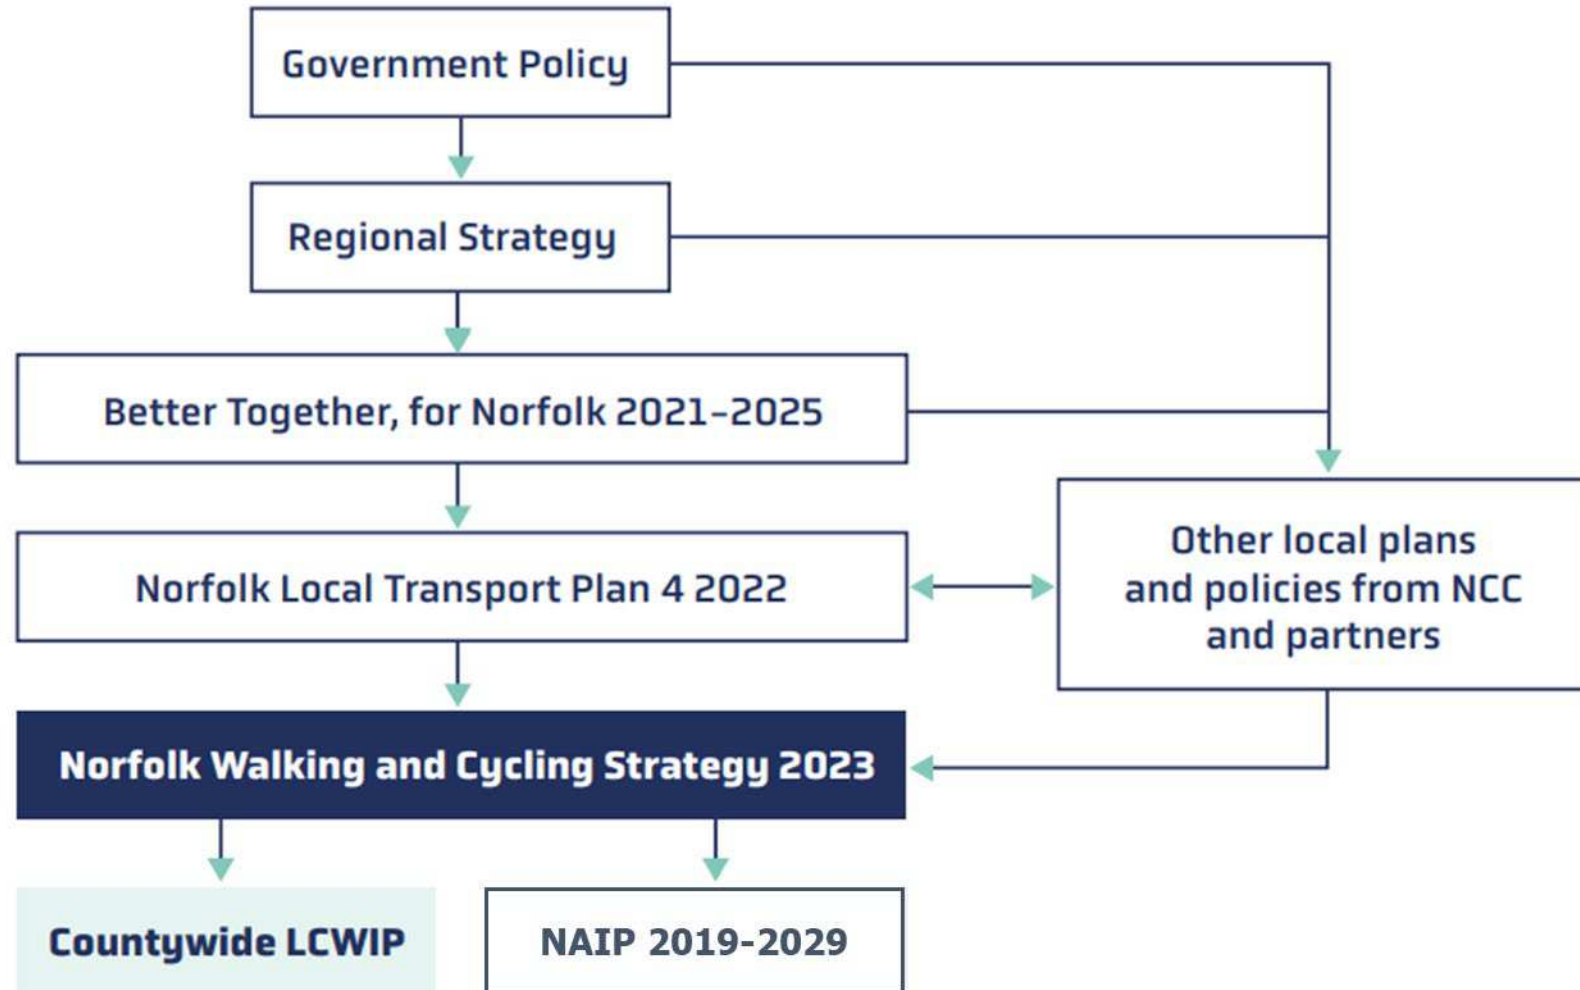 Government Policy
Regional Strategy
Better Together, for Norfolk 2021–2025
Norfolk Local Transport Plan 4 2022
Other local plans
and policies from NCC
and partners
Norfolk Walking and Cycling Strategy 2023
Countywide LCWIP
NAIP 2019-2029